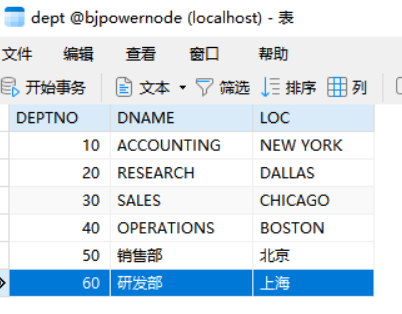 dept @bjpowernode (localhost) - 表
文件 编辑 查看 窗口 帮助
开始事务 文本 筛选 排序 列
DEPTNO DNAME LOC
10 ACCOUNTING NEW YORK
20 RESEARCH DALLAS
30 SALES CHICAGO
40 OPERATIONS BOSTON
50 销售部 北京
60 研发部 上海